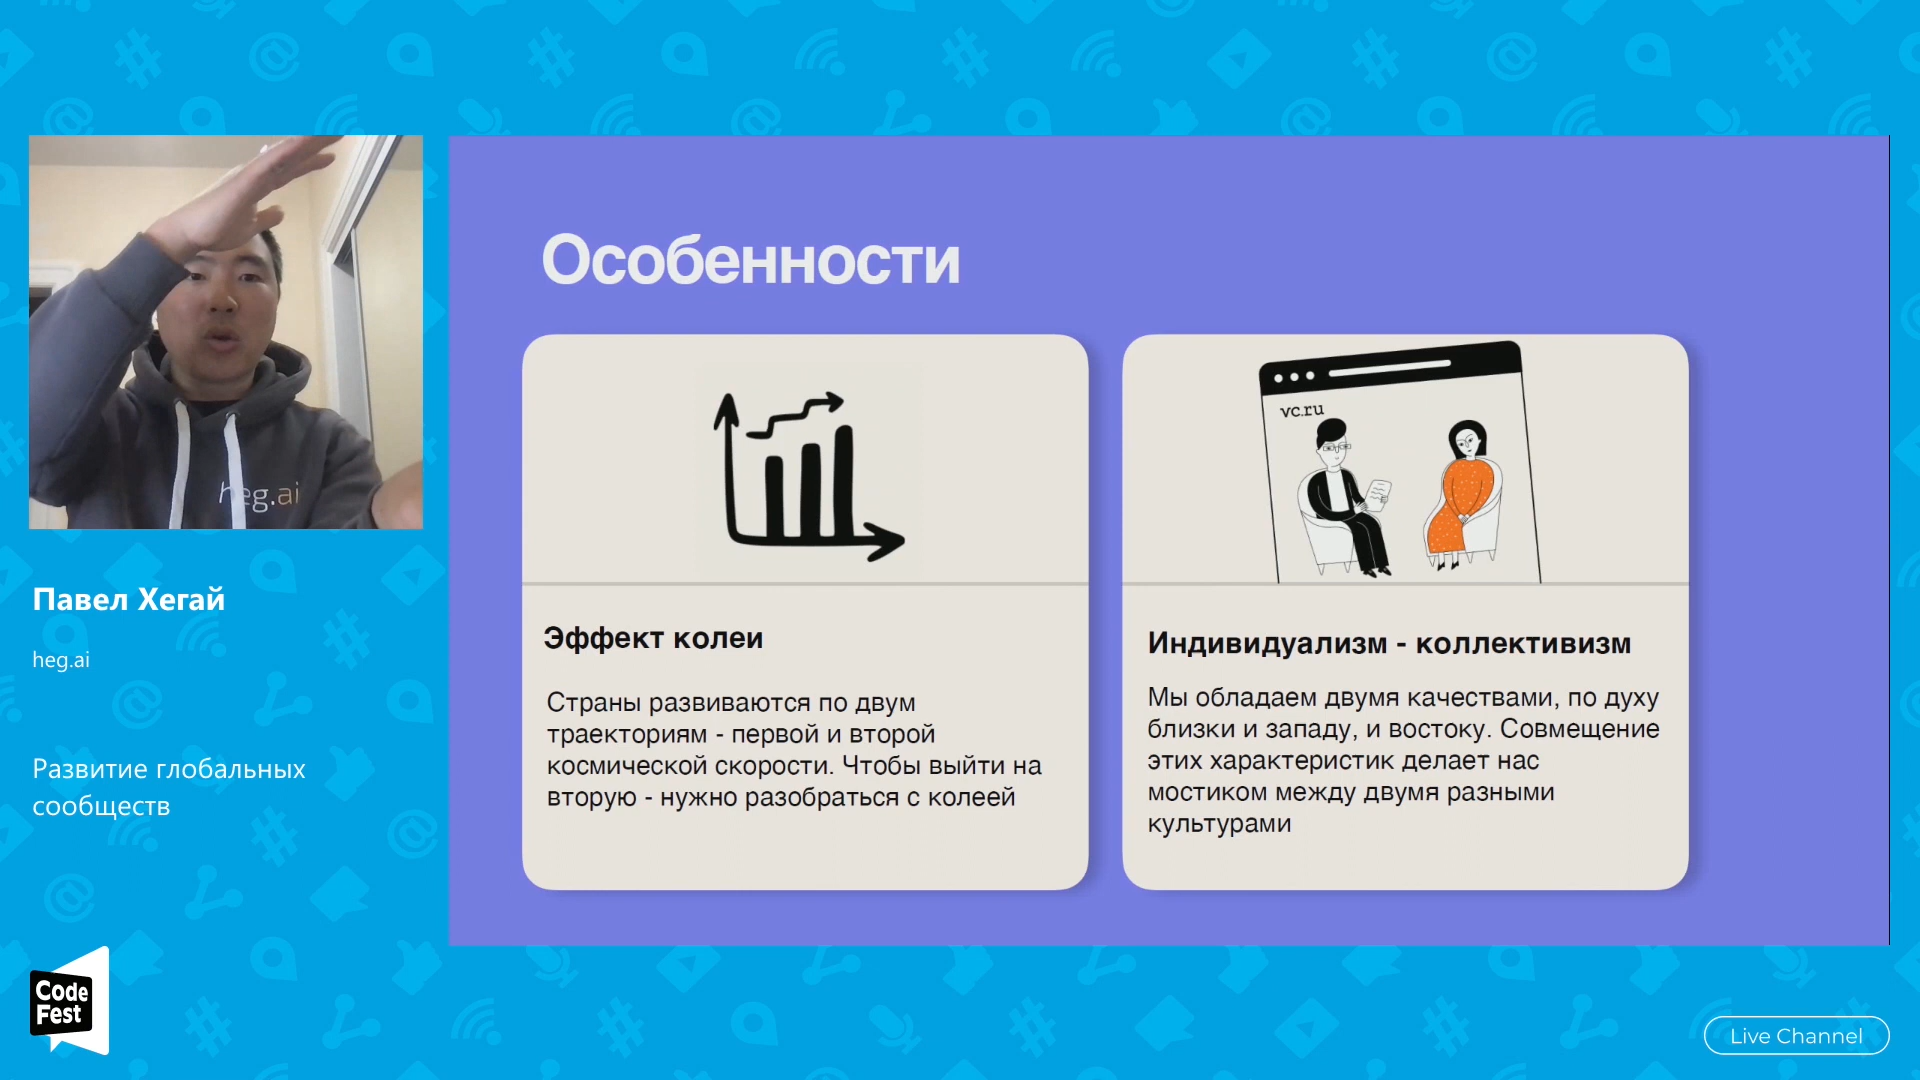 Особенности
vc.ru
Эффект колеи
Страны развиваются по двум
траекториям - первой и второй
космической скорости. Чтобы выйти на
вторую - нужно разобраться с колеей
Индивидуализм - коллективизм
Мы обладаем двумя качествами, по духу
близки и западу, и востоку. Совмещение
этих характеристик делает нас
мостиком между двумя разными
культурами
heg.ai
Павел Хегай
heg.ai
Развитие глобальных
сообществ
Code
Fest
Live Channel